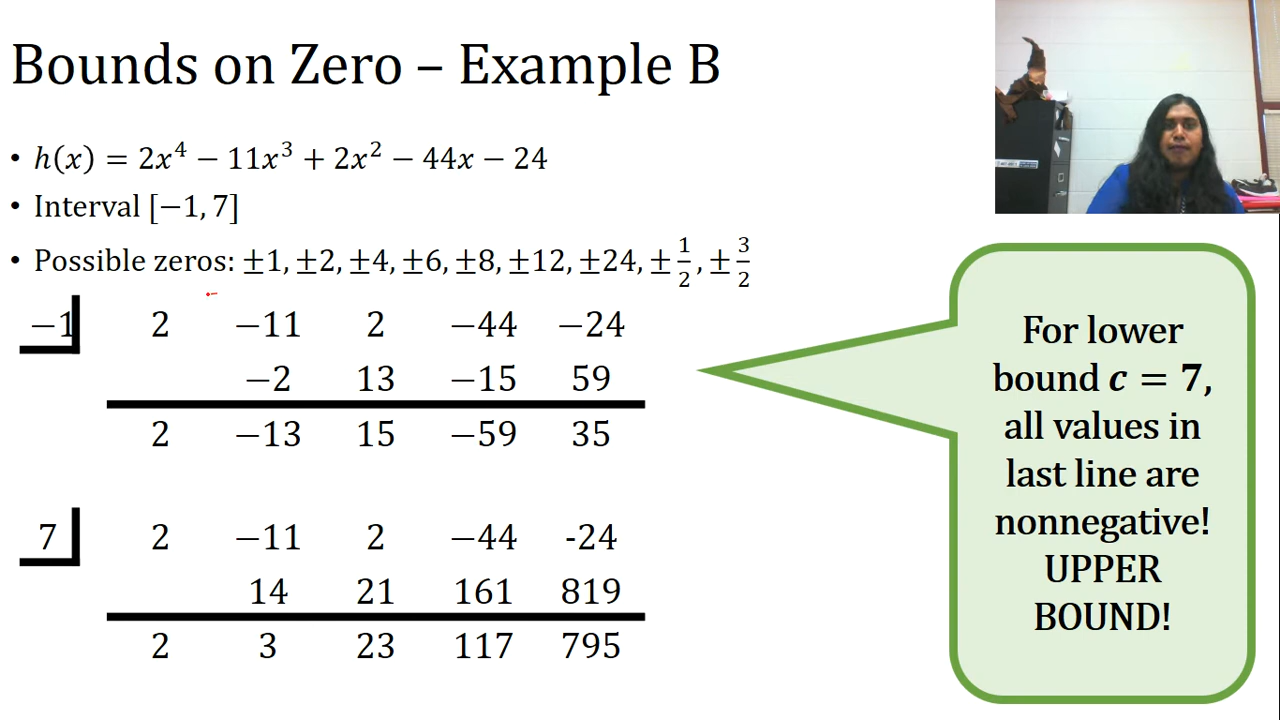 Bounds on Zero – Example B
• h(x) = 2x⁴ − 11x³ + 2x² − 44x − 24
• Interval [−1, 7]
• Possible zeros: ±1, ±2, ±4, ±6, ±8, ±12, ±24, ± 1/2, ± 3/2
−1 2 −11 2 −44 −24
−2 13 −15 59
2 −13 15 −59 35
7 2 −11 2 −44 -24
14 21 161 819
2 3 23 117 795
For lower
bound c = 7,
all values in
last line are
nonnegative!
UPPER
BOUND!